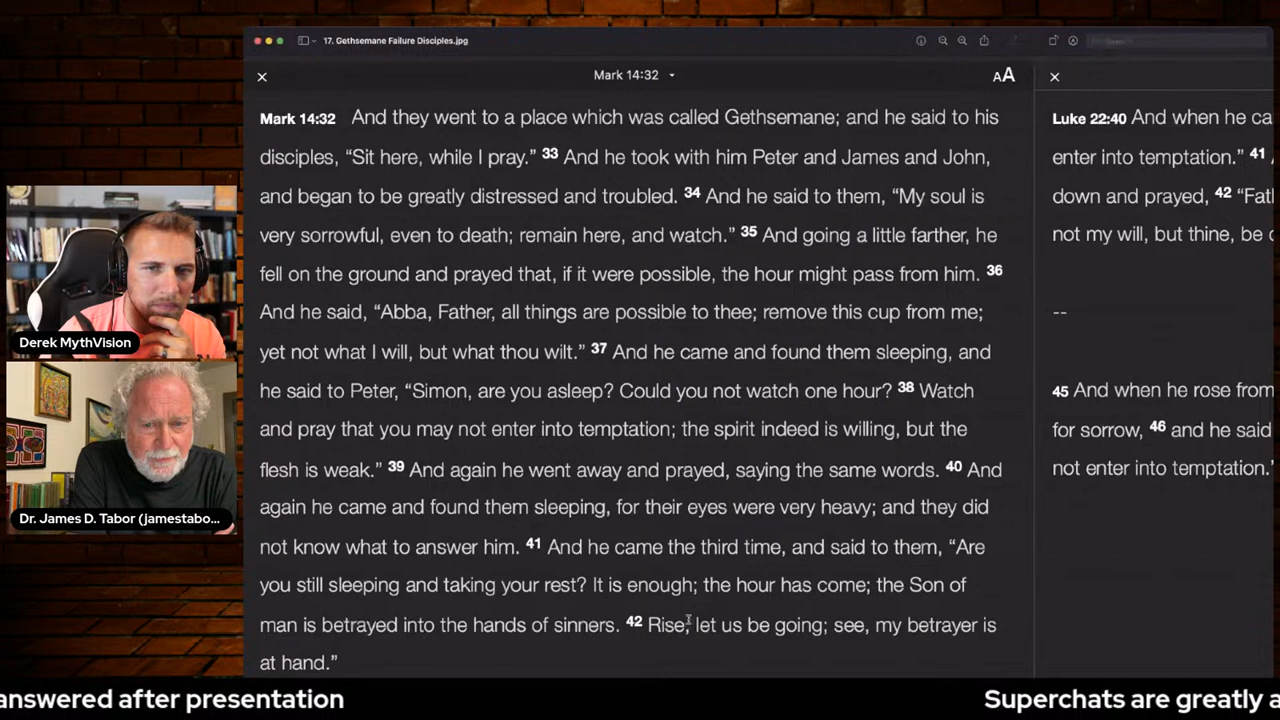 17. Gethsemane Failure Disciples.jpg
Mark 14:32
AA
Mark 14:32 And they went to a place which was called Gethsemane; and he said to his
disciples, “Sit here, while I pray.” 33 And he took with him Peter and James and John,
and began to be greatly distressed and troubled. 34 And he said to them, “My soul is
very sorrowful, even to death; remain here, and watch.” 35 And going a little farther, he
fell on the ground and prayed that, if it were possible, the hour might pass from him. 36
And he said, “Abba, Father, all things are possible to thee; remove this cup from me;
yet not what I will, but what thou wilt.” 37 And he came and found them sleeping, and
he said to Peter, “Simon, are you asleep? Could you not watch one hour? 38 Watch
and pray that you may not enter into temptation; the spirit indeed is willing, but the
flesh is weak.” 39 And again he went away and prayed, saying the same words. 40 And
again he came and found them sleeping, for their eyes were very heavy; and they did
not know what to answer him. 41 And he came the third time, and said to them, “Are
you still sleeping and taking your rest? It is enough; the hour has come; the Son of
man is betrayed into the hands of sinners. 42 Rise, let us be going; see, my betrayer is
at hand.”
Luke 22:40 And when he ca
enter into temptation.” 41
down and prayed, 42 “Fat
not my will, but thine, be
--
45 And when he rose from
for sorrow, 46 and he said
not enter into temptation.”
Derek MythVision
Dr. James D. Tabor (jamestabo...
answered after presentation
Superchats are greatly a